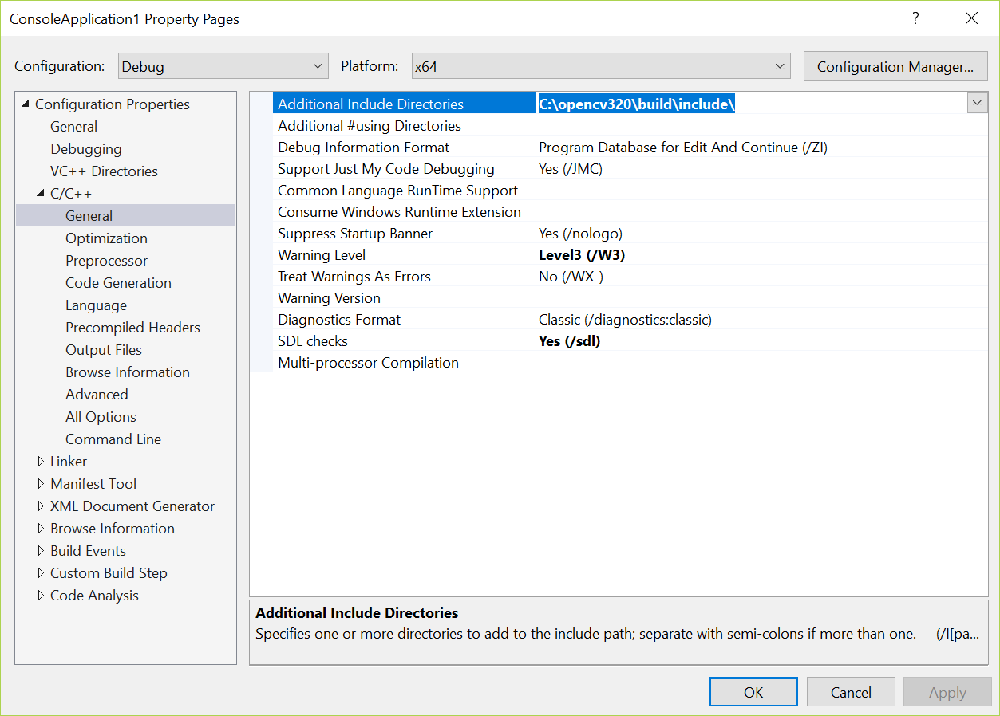 ConsoleApplication1 Property Pages
Configuration: Debug Platform: x64 Configuration Manager...
Configuration Properties
General
Debugging
VC++ Directories
C/C++
General
Optimization
Preprocessor
Code Generation
Language
Precompiled Headers
Output Files
Browse Information
Advanced
All Options
Command Line
Linker
Manifest Tool
XML Document Generator
Browse Information
Build Events
Custom Build Step
Code Analysis
Additional Include Directories C:\opencv320\build\include\
Additional #using Directories
Debug Information Format Program Database for Edit And Continue (/ZI)
Support Just My Code Debugging Yes (/JMC)
Common Language RunTime Support
Consume Windows Runtime Extension
Suppress Startup Banner Yes (/nologo)
Warning Level Level3 (/W3)
Treat Warnings As Errors No (/WX-)
Warning Version
Diagnostics Format Classic (/diagnostics:classic)
SDL checks Yes (/sdl)
Multi-processor Compilation
Additional Include Directories
Specifies one or more directories to add to the include path; separate with semi-colons if more than one. (/I[pa...
OK Cancel Apply